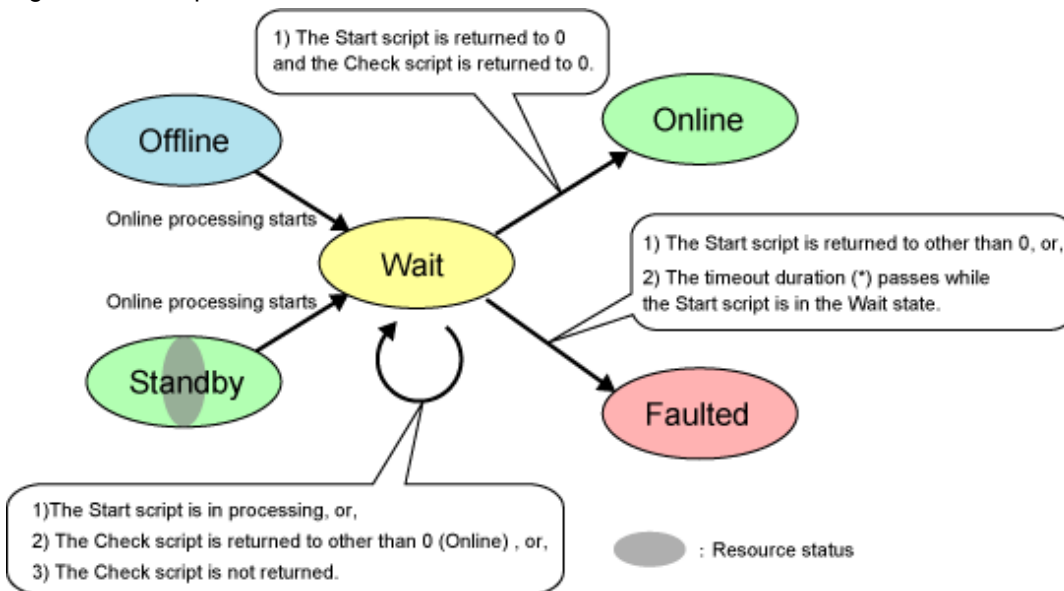 1) The Start script is returned to 0
and the Check script is returned to 0.
Offline
Online
Online processing starts
Wait
1) The Start script is returned to other than 0, or,
2) The timeout duration (*) passes while
the Start script is in the Wait state.
Online processing starts
Standby
Faulted
1)The Start script is in processing, or,
2) The Check script is returned to other than 0 (Online) , or,
3) The Check script is not returned.
: Resource status